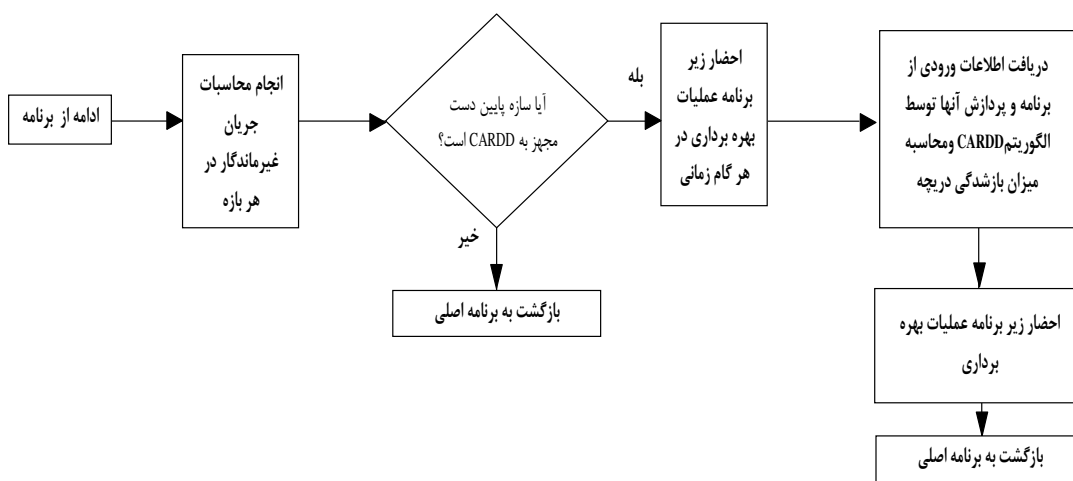 ادامه از برنامه
انجام محاسبات
جریان
غیرماندگار در
هر بازه
آیا سازه پایین دست
مجهز به CARDD است؟
بله
خیر
بازگشت به برنامه اصلی
احضار زیر
برنامه عملیات
بهره برداری در
هر گام زمانی
دریافت اطلاعات ورودی از
برنامه و پردازش آنها توسط
الگوریتمCARDD ومحاسبه
میزان بازشدگی دریچه
احضار زیر برنامه عملیات بهره
برداری
بازگشت به برنامه اصلی